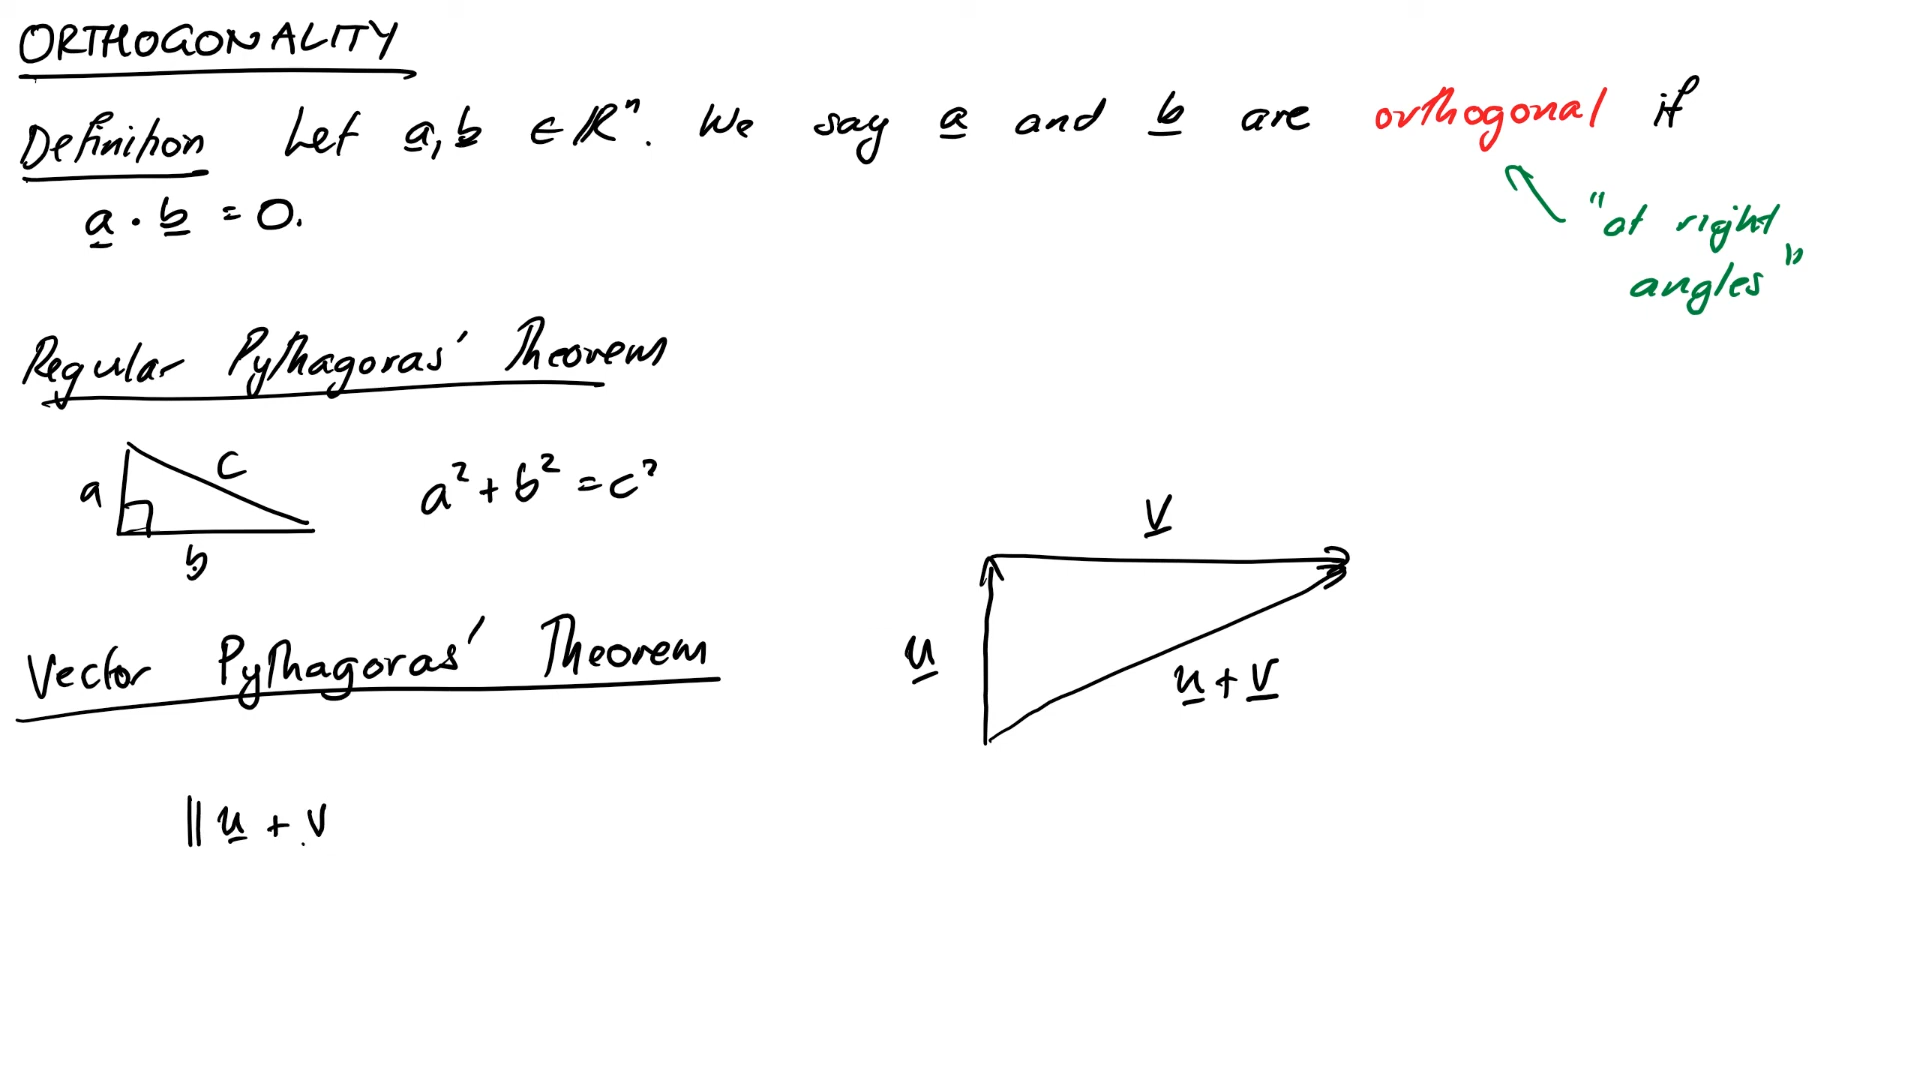 ORTHOGONALITY
Definition Let a, b ∈ ℝⁿ. We say a and b are orthogonal if
a · b = 0.
"at right
angles"
Regular Pythagoras' Theorem
a
c
b
a² + b² = c²
v
u
u + v
Vector Pythagoras' Theorem
‖ u + v